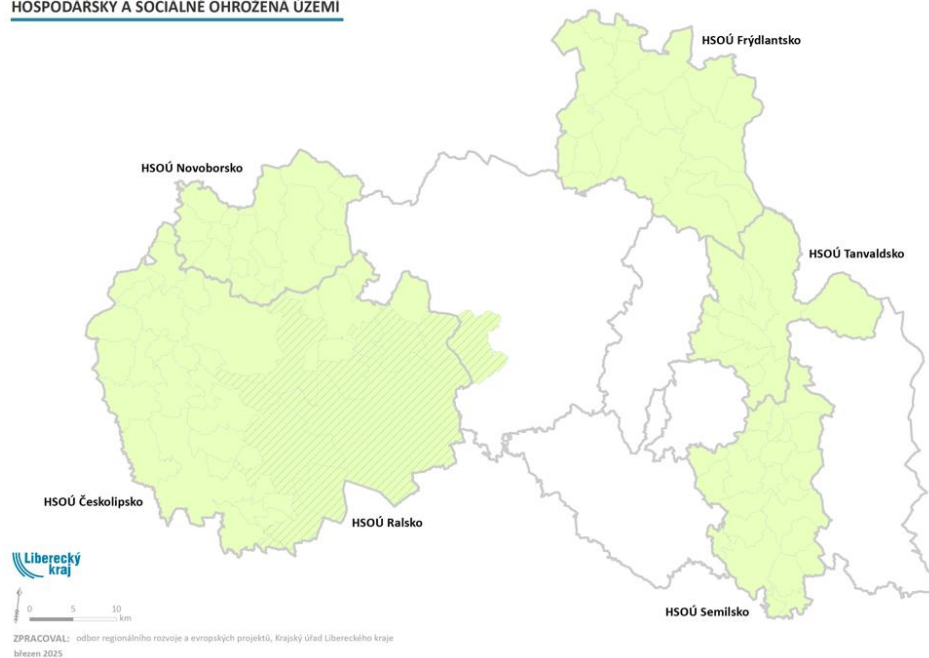 HOSPODÁŘSKY A SOCIÁLNĚ OHROŽENÁ ÚZEMÍ
HSOÚ Frýdlantsko
HSOÚ Novoborsko
HSOÚ Tanvaldsko
HSOÚ Českolipsko
HSOÚ Ralsko
Liberecký
kraj
HSOÚ Semilsko
0 5 10
km
ZPRACOVAL: odbor regionálního rozvoje a evropských projektů, Krajský úřad Libereckého kraje
březen 2025